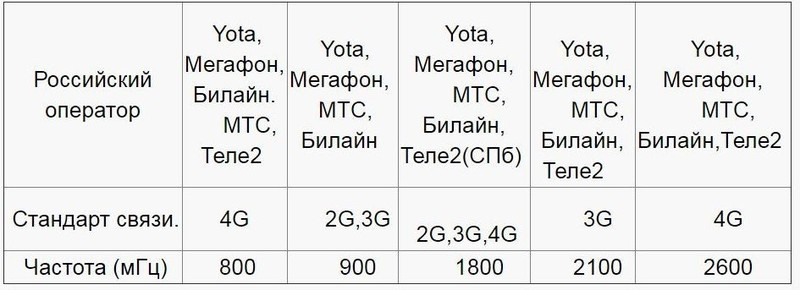 Российский оператор
Yota, Мегафон, Билайн. МТС, Теле2
Yota, Мегафон, МТС, Билайн
Yota, Мегафон, МТС, Билайн, Теле2(СПб)
Yota, Мегафон, МТС, Билайн, Теле2
Yota, Мегафон, МТС, Билайн,Теле2
Стандарт связи. 4G 2G,3G 2G,3G,4G 3G 4G
Частота (мГц) 800 900 1800 2100 2600